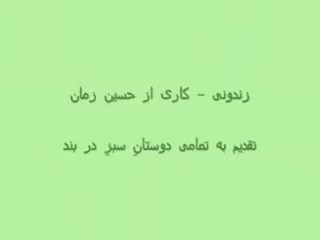 زندونی - کاری از حسین زمان
تقدیم به تمامی دوستانِ سبزِ در بند